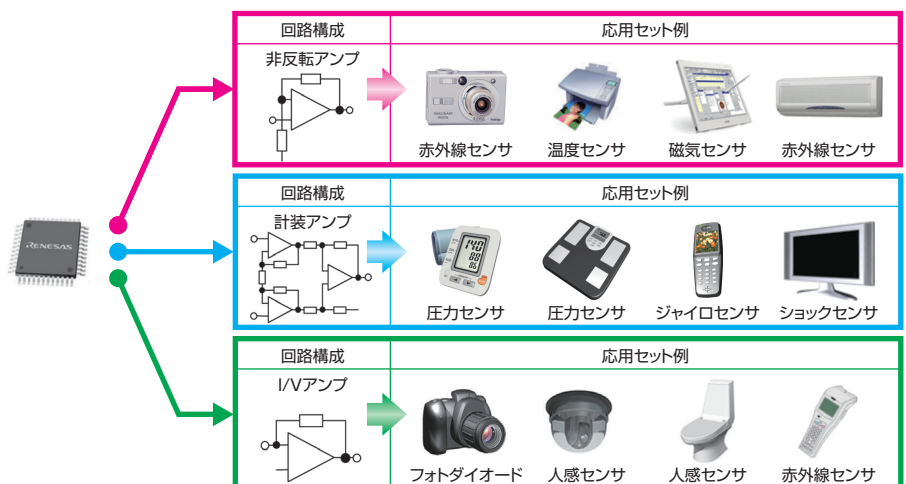 回路構成
応用セット例
非反転アンプ
赤外線センサ
温度センサ
磁気センサ
赤外線センサ
RENESAS
回路構成
応用セット例
計装アンプ
140
88
86
圧力センサ
圧力センサ
ジャイロセンサ
ショックセンサ
回路構成
応用セット例
I/Vアンプ
フォトダイオード
人感センサ
人感センサ
赤外線センサ